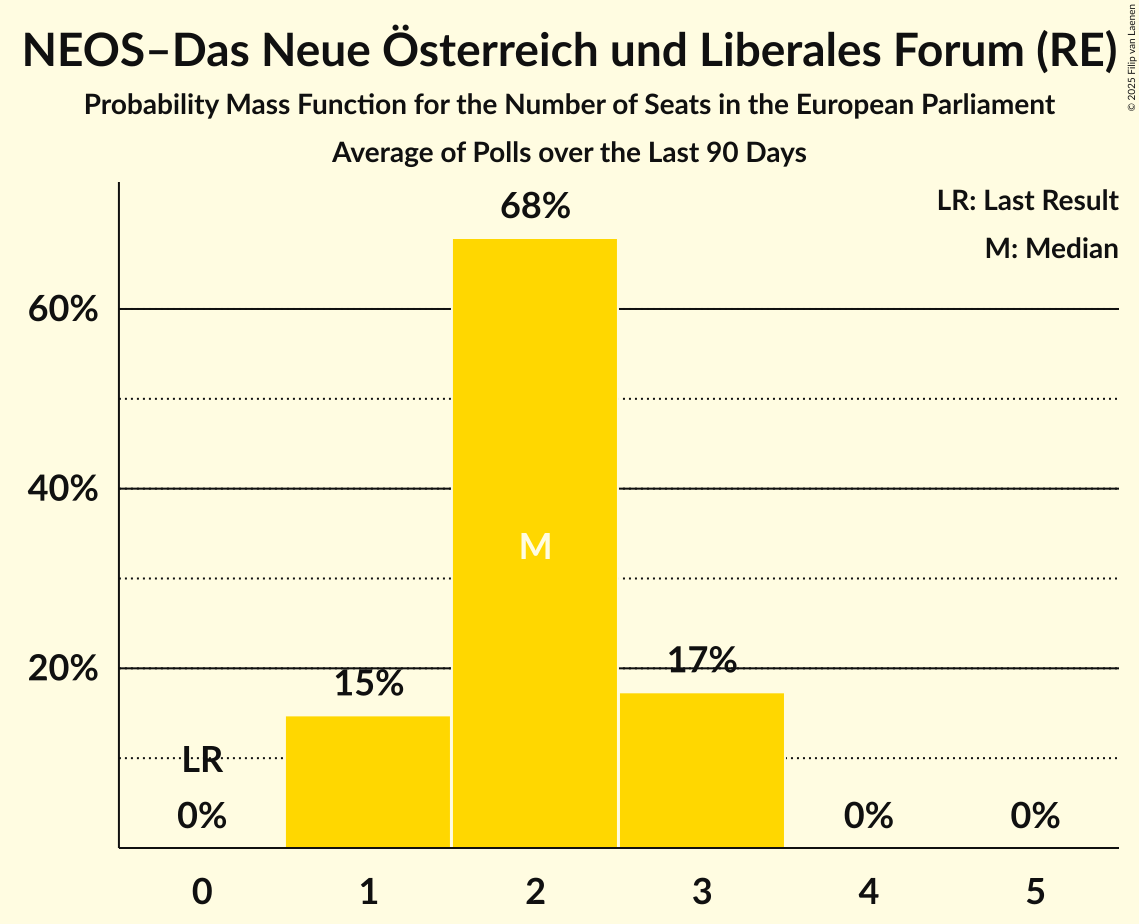 NEOS–Das Neue Österreich und Liberales Forum (RE)
Probability Mass Function for the Number of Seats in the European Parliament
Average of Polls over the Last 90 Days
© 2025 Filip van Laenen
LR: Last Result
M: Median
68%
60%
40%
M
20%
17%
15%
LR
0%
0%
0%
0
1
2
3
4
5